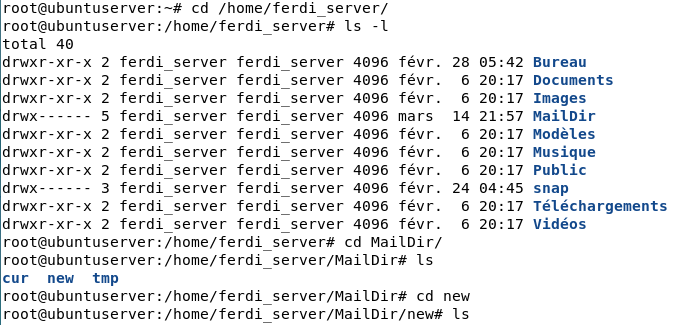 root@ubuntuserver:~# cd /home/ferdi_server/
root@ubuntuserver:/home/ferdi_server# ls -l
total 40
drwxr-xr-x 2 ferdi_server ferdi_server 4096 févr. 28 05:42 Bureau
drwxr-xr-x 2 ferdi_server ferdi_server 4096 févr.  6 20:17 Documents
drwxr-xr-x 2 ferdi_server ferdi_server 4096 févr.  6 20:17 Images
drwx------ 5 ferdi_server ferdi_server 4096 mars  14 21:57 MailDir
drwxr-xr-x 2 ferdi_server ferdi_server 4096 févr.  6 20:17 Modèles
drwxr-xr-x 2 ferdi_server ferdi_server 4096 févr.  6 20:17 Musique
drwxr-xr-x 2 ferdi_server ferdi_server 4096 févr.  6 20:17 Public
drwx------ 3 ferdi_server ferdi_server 4096 févr. 24 04:45 snap
drwxr-xr-x 2 ferdi_server ferdi_server 4096 févr.  6 20:17 Téléchargements
drwxr-xr-x 2 ferdi_server ferdi_server 4096 févr.  6 20:17 Vidéos
root@ubuntuserver:/home/ferdi_server# cd MailDir/
root@ubuntuserver:/home/ferdi_server/MailDir# ls
cur  new  tmp
root@ubuntuserver:/home/ferdi_server/MailDir# cd new
root@ubuntuserver:/home/ferdi_server/MailDir/new# ls